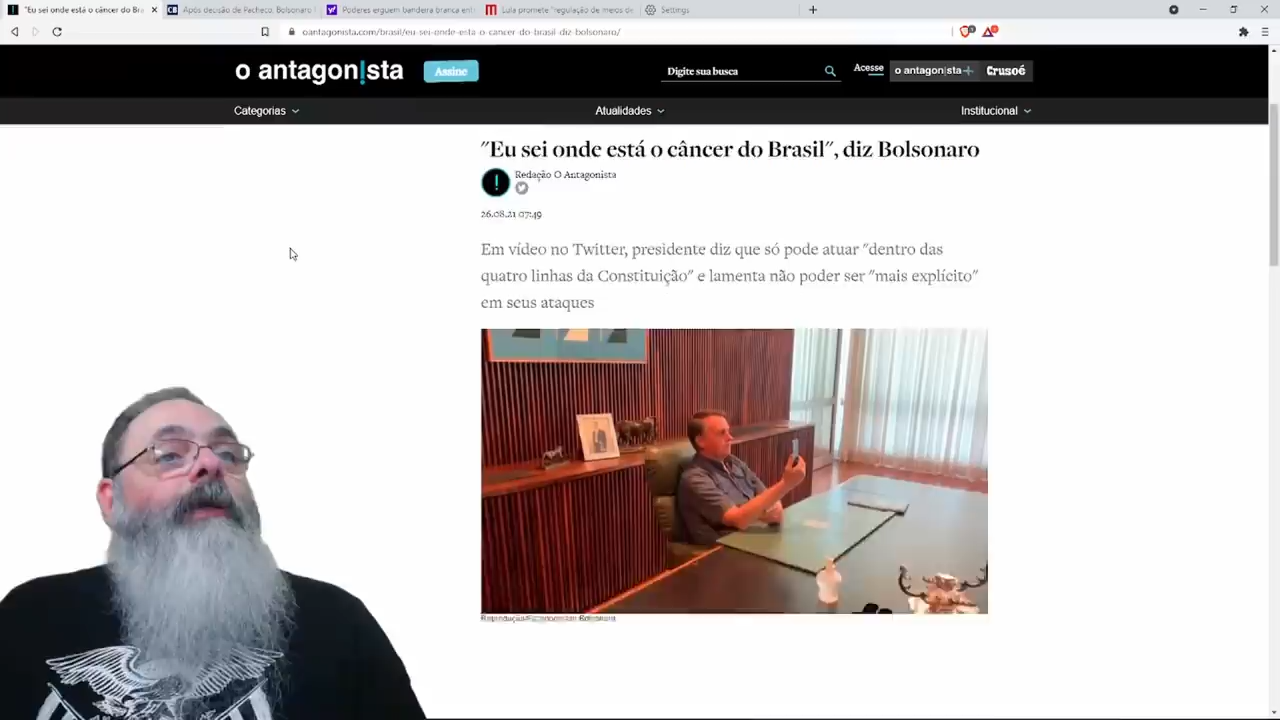 "Eu sei onde está o câncer do Bra
Após decisão de Pacheco, Bolsonaro
Poderes erguem bandeira branca ent
Lula promete "regulação de meios de
Settings
oantagonista.com/brasil/eu-sei-onde-esta-o-cancer-do-brasil-diz-bolsonaro/
o antagon!sta
Assine
Digite sua busca
Acesse
o antagon|sta+
Crusoé
Categorias
Atualidades
Institucional
"Eu sei onde está o câncer do Brasil", diz Bolsonaro
Redação O Antagonista
26.08.21 07:49
Em vídeo no Twitter, presidente diz que só pode atuar "dentro das
quatro linhas da Constituição" e lamenta não poder ser "mais explícito"
em seus ataques
Bolsonaro